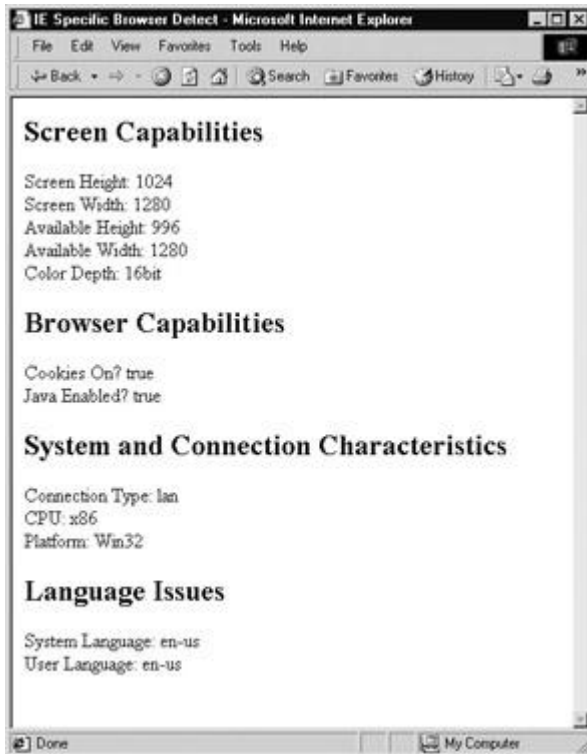 IE Specific Browser Detect - Microsoft Internet Explorer
File Edit View Favorites Tools Help
Back Search Favorites History »
Screen Capabilities
Screen Height: 1024
Screen Width: 1280
Available Height: 996
Available Width: 1280
Color Depth: 16bit
Browser Capabilities
Cookies On? true
Java Enabled? true
System and Connection Characteristics
Connection Type: lan
CPU: x86
Platform: Win32
Language Issues
System Language: en-us
User Language: en-us
Done My Computer